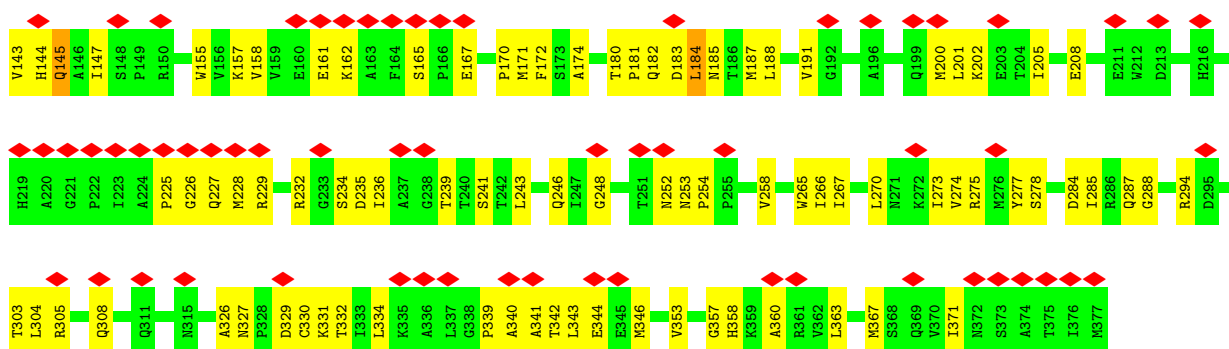 V143 H144 Q145 A146 I147 S148 P149 R150 W155 V156 K157 V158 V159 E160 E161 K162 A163 F164 S165 P166 E167 P170 M171 F172 S173 A174 T180 P181 Q182 D183 L184 N185 T186 M187 L188 V191 G192 A196 Q199 M200 L201 K202 E203 T204 I205 E208 E211 W212 D213 H216
H219 A220 G221 P222 I223 A224 P225 G226 Q227 M228 R229 R232 G233 S234 D235 I236 A237 G238 T239 T240 S241 T242 L243 Q246 I247 G248 T251 N252 N253 P254 P255 V258 W265 I266 I267 L270 N271 K272 I273 V274 R275 M276 Y277 S278 D284 I285 R286 Q287 G288 R294 D295
T303 L304 R305 Q308 Q311 N315 A326 N327 P328 D329 C330 K331 T332 I333 L334 K335 A336 L337 G338 P339 A340 A341 T342 L343 E344 E345 M346 V353 G357 H358 K359 A360 R361 V362 L363 M367 S368 Q369 V370 I371 N372 S373 A374 T375 I376 M377